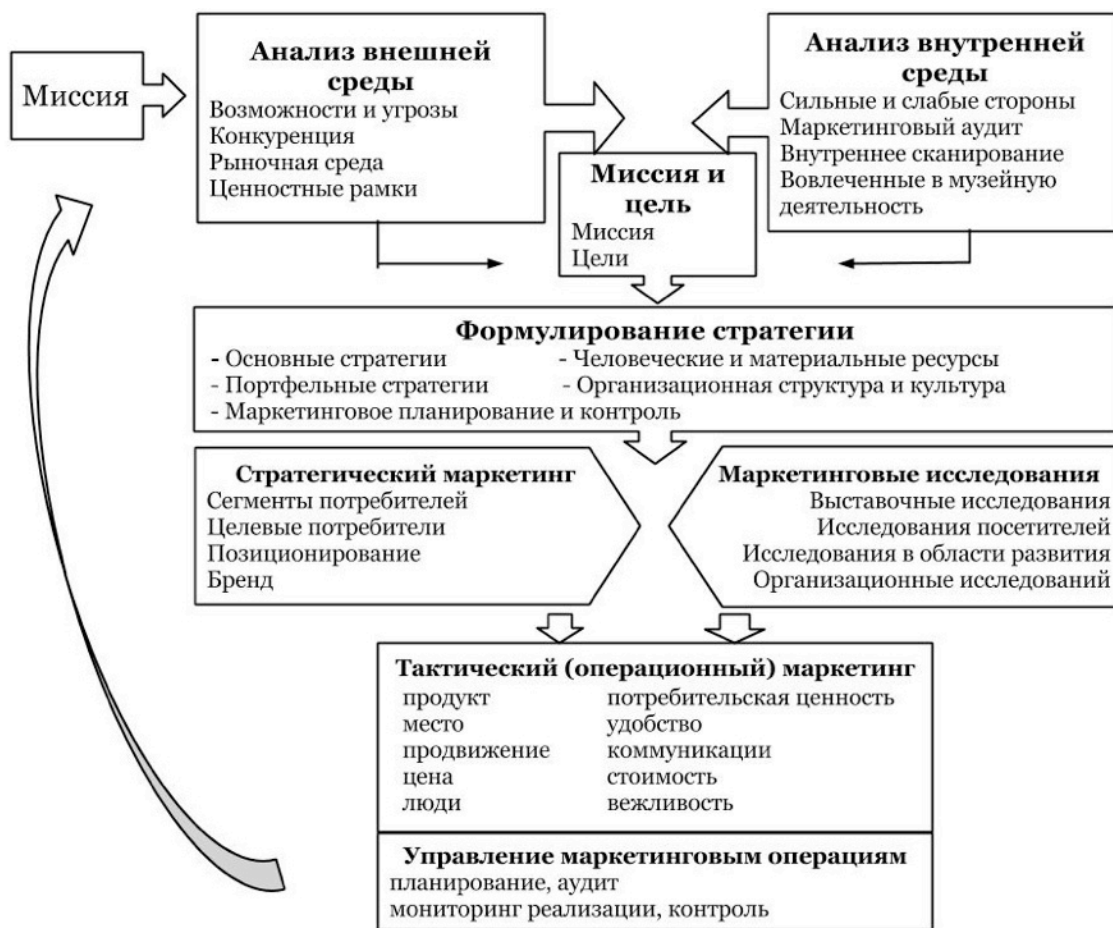 Миссия
Анализ внешней
среды
Возможности и угрозы
Конкуренция
Рыночная среда
Ценностные рамки
Анализ внутренней
среды
Сильные и слабые стороны
Маркетинговый аудит
Внутреннее сканирование
Вовлеченные в музейную
деятельность
Миссия и
цель
Миссия
Цели
Формулирование стратегии
- Основные стратегии - Человеческие и материальные ресурсы
- Портфельные стратегии - Организационная структура и культура
- Маркетинговое планирование и контроль
Стратегический маркетинг
Сегменты потребителей
Целевые потребители
Позиционирование
Бренд
Маркетинговые исследования
Выставочные исследования
Исследования посетителей
Исследования в области развития
Организационные исследований
Тактический (операционный) маркетинг
продукт потребительская ценность
место удобство
продвижение коммуникации
цена стоимость
люди вежливость
Управление маркетинговым операциям
планирование, аудит
мониторинг реализации, контроль